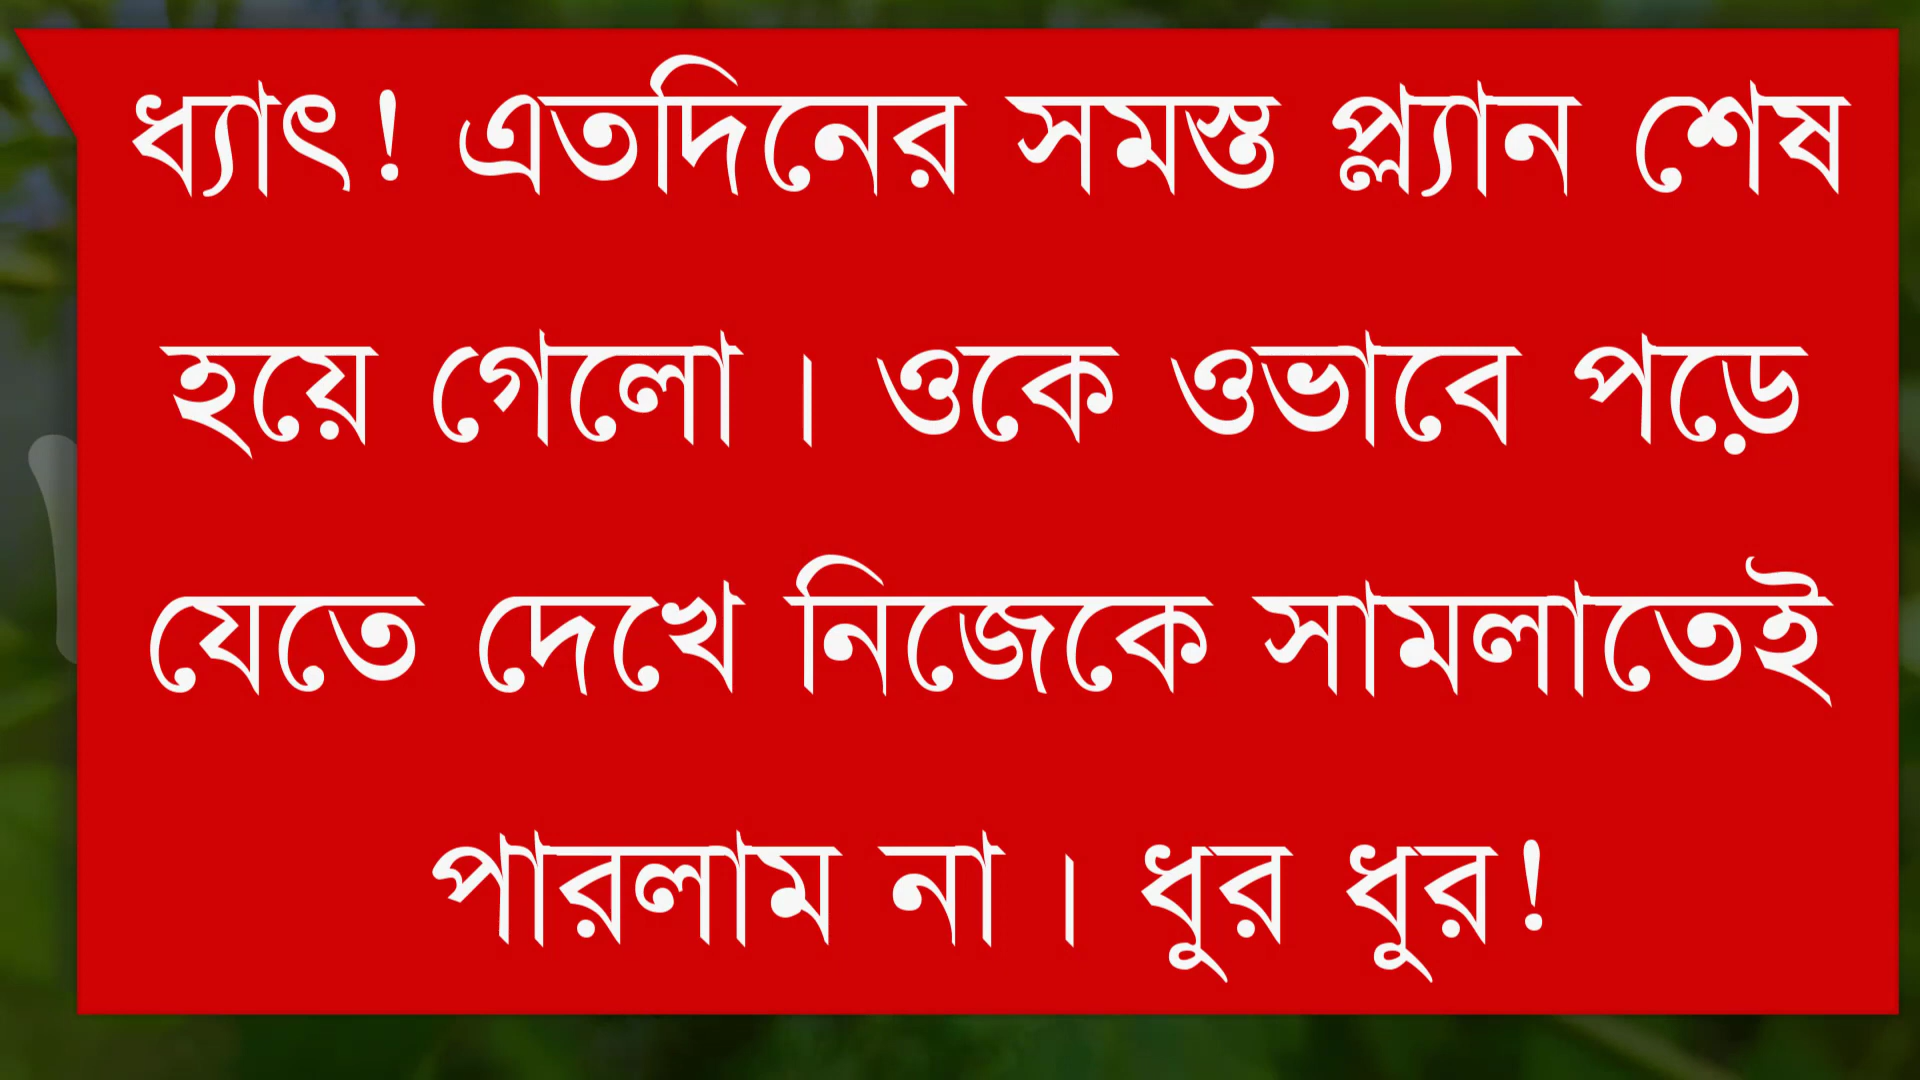 ধ্যাৎ! এতদিনের সমস্ত প্ল্যান শেষ
হয়ে গেলো। ওকে ওভাবে পড়ে
যেতে দেখে নিজেকে সামলাতেই
পারলাম না। ধুর ধুর!